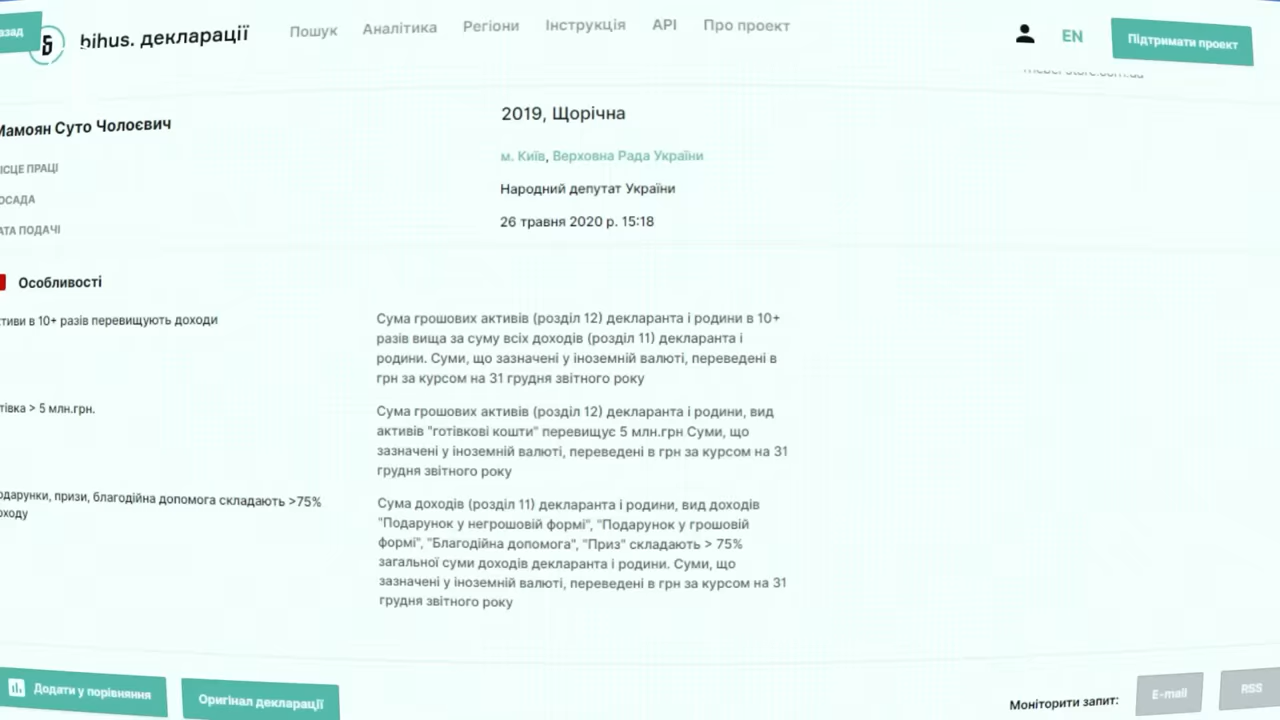 азад
bihus. декларації
Пошук Аналітика Регіони Інструкція API Про проект
EN
Підтримати проект
Мамоян Суто Чолоєвич
2019, Щорічна
ІСЦЕ ПРАЦІ
м. Київ, Верховна Рада України
ОСАДА
Народний депутат України
АТА ПОДАЧІ
26 травня 2020 р. 15:18
Особливості
тиви в 10+ разів перевищують доходи
Сума грошових активів (розділ 12) декларанта і родини в 10+
разів вища за суму всіх доходів (розділ 11) декларанта і
родини. Суми, що зазначені у іноземній валюті, переведені в
грн за курсом на 31 грудня звітного року
тівка > 5 млн.грн.
Сума грошових активів (розділ 12) декларанта і родини, вид
активів "готівкові кошти" перевищує 5 млн.грн Суми, що
зазначені у іноземній валюті, переведені в грн за курсом на 31
грудня звітного року
одарунки, призи, благодійна допомога складають >75%
оходу
Сума доходів (розділ 11) декларанта і родини, вид доходів
"Подарунок у негрошовій формі", "Подарунок у грошовій
формі", "Благодійна допомога", "Приз" складають > 75%
загальної суми доходів декларанта і родини. Суми, що
зазначені у іноземній валюті, переведені в грн за курсом на 31
грудня звітного року
Додати у порівняння
Оригінал декларації
Моніторити запит:
E-mail
RSS